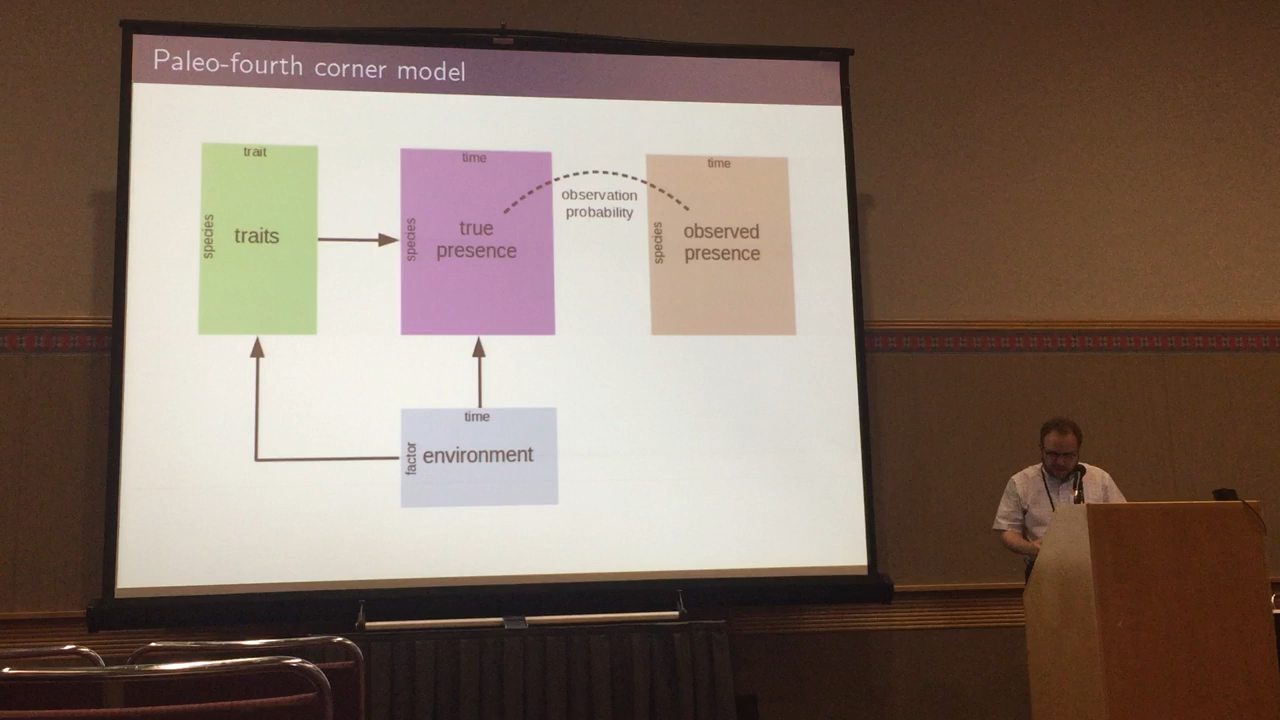 Paleo-fourth corner model
trait
species
traits
time
species
true
presence
observation
probability
time
species
observed
presence
time
factor
environment